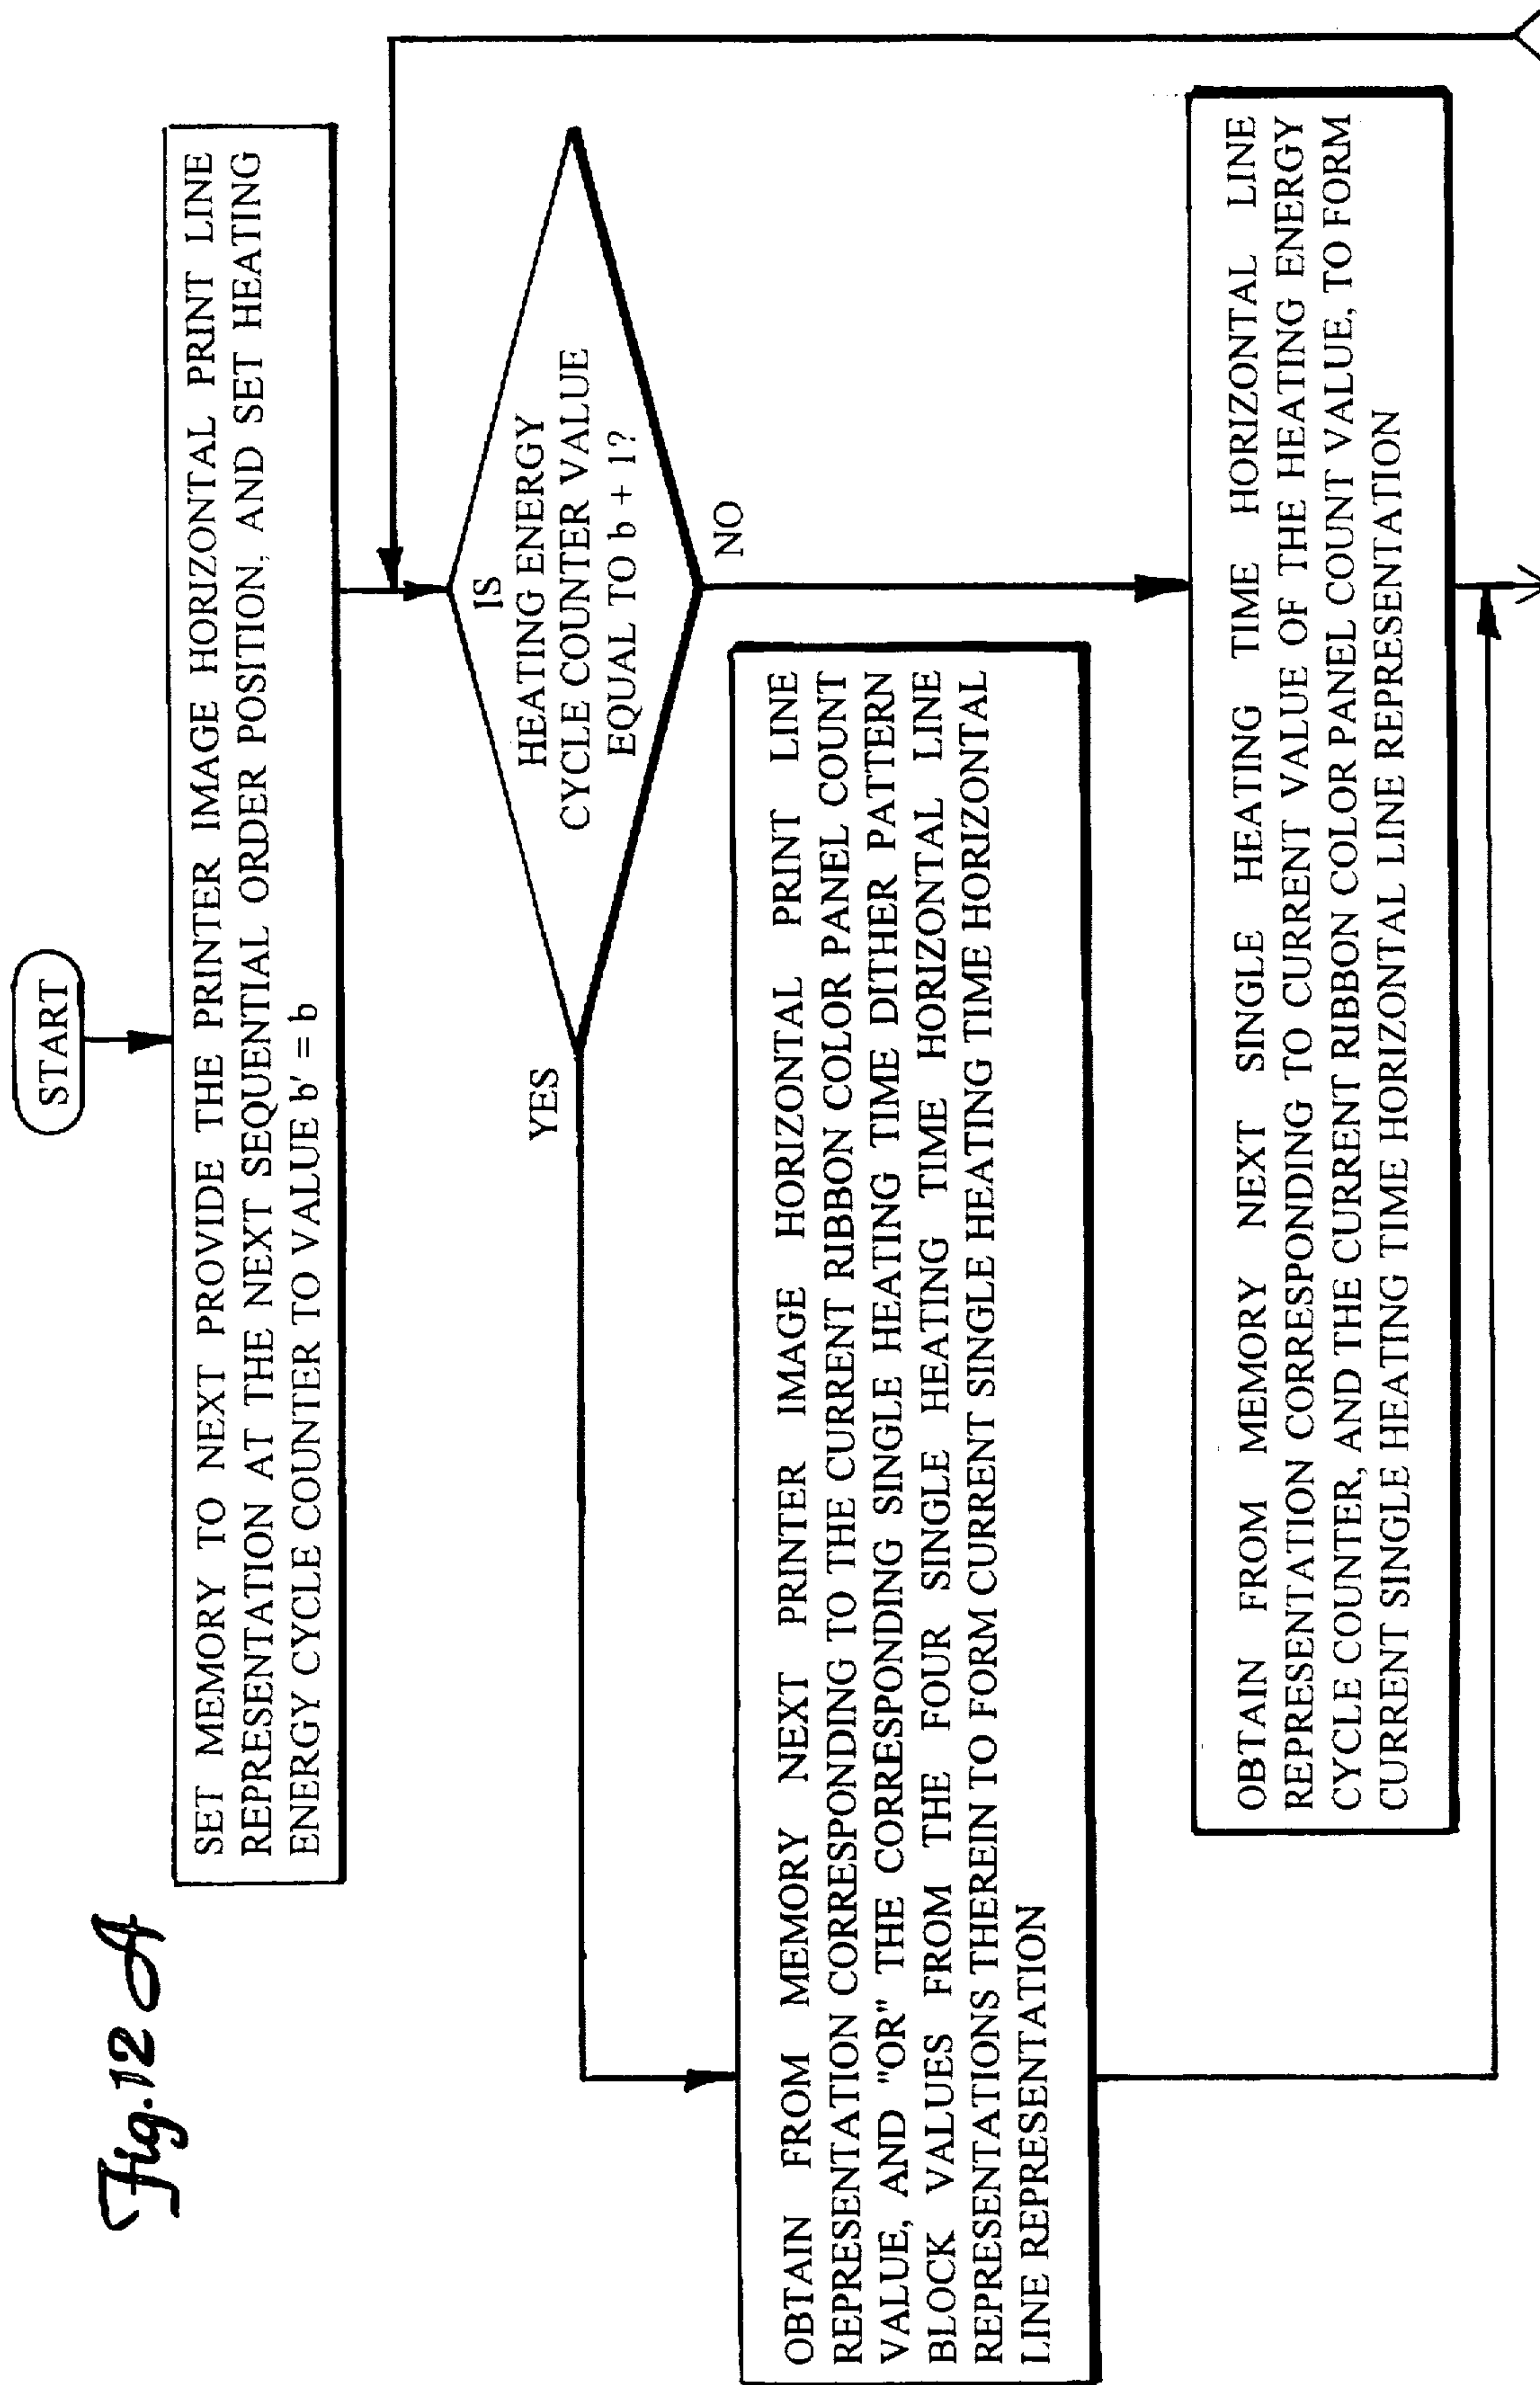 Fig. 12 A
START
SET MEMORY TO NEXT PROVIDE THE PRINTER IMAGE HORIZONTAL PRINT LINE
REPRESENTATION AT THE NEXT SEQUENTIAL ORDER POSITION, AND SET HEATING
ENERGY CYCLE COUNTER TO VALUE b' = b
IS
HEATING ENERGY
CYCLE COUNTER VALUE
EQUAL TO b + 1?
YES
NO
OBTAIN FROM MEMORY NEXT PRINTER IMAGE HORIZONTAL PRINT LINE
REPRESENTATION CORRESPONDING TO THE CURRENT RIBBON COLOR PANEL COUNT
VALUE, AND "OR" THE CORRESPONDING SINGLE HEATING TIME DITHER PATTERN
BLOCK VALUES FROM THE FOUR SINGLE HEATING TIME HORIZONTAL LINE
REPRESENTATIONS THEREIN TO FORM CURRENT SINGLE HEATING TIME HORIZONTAL
LINE REPRESENTATION
OBTAIN FROM MEMORY NEXT SINGLE HEATING TIME HORIZONTAL LINE
REPRESENTATION CORRESPONDING TO CURRENT VALUE OF THE HEATING ENERGY
CYCLE COUNTER, AND THE CURRENT RIBBON COLOR PANEL COUNT VALUE, TO FORM
CURRENT SINGLE HEATING TIME HORIZONTAL LINE REPRESENTATION